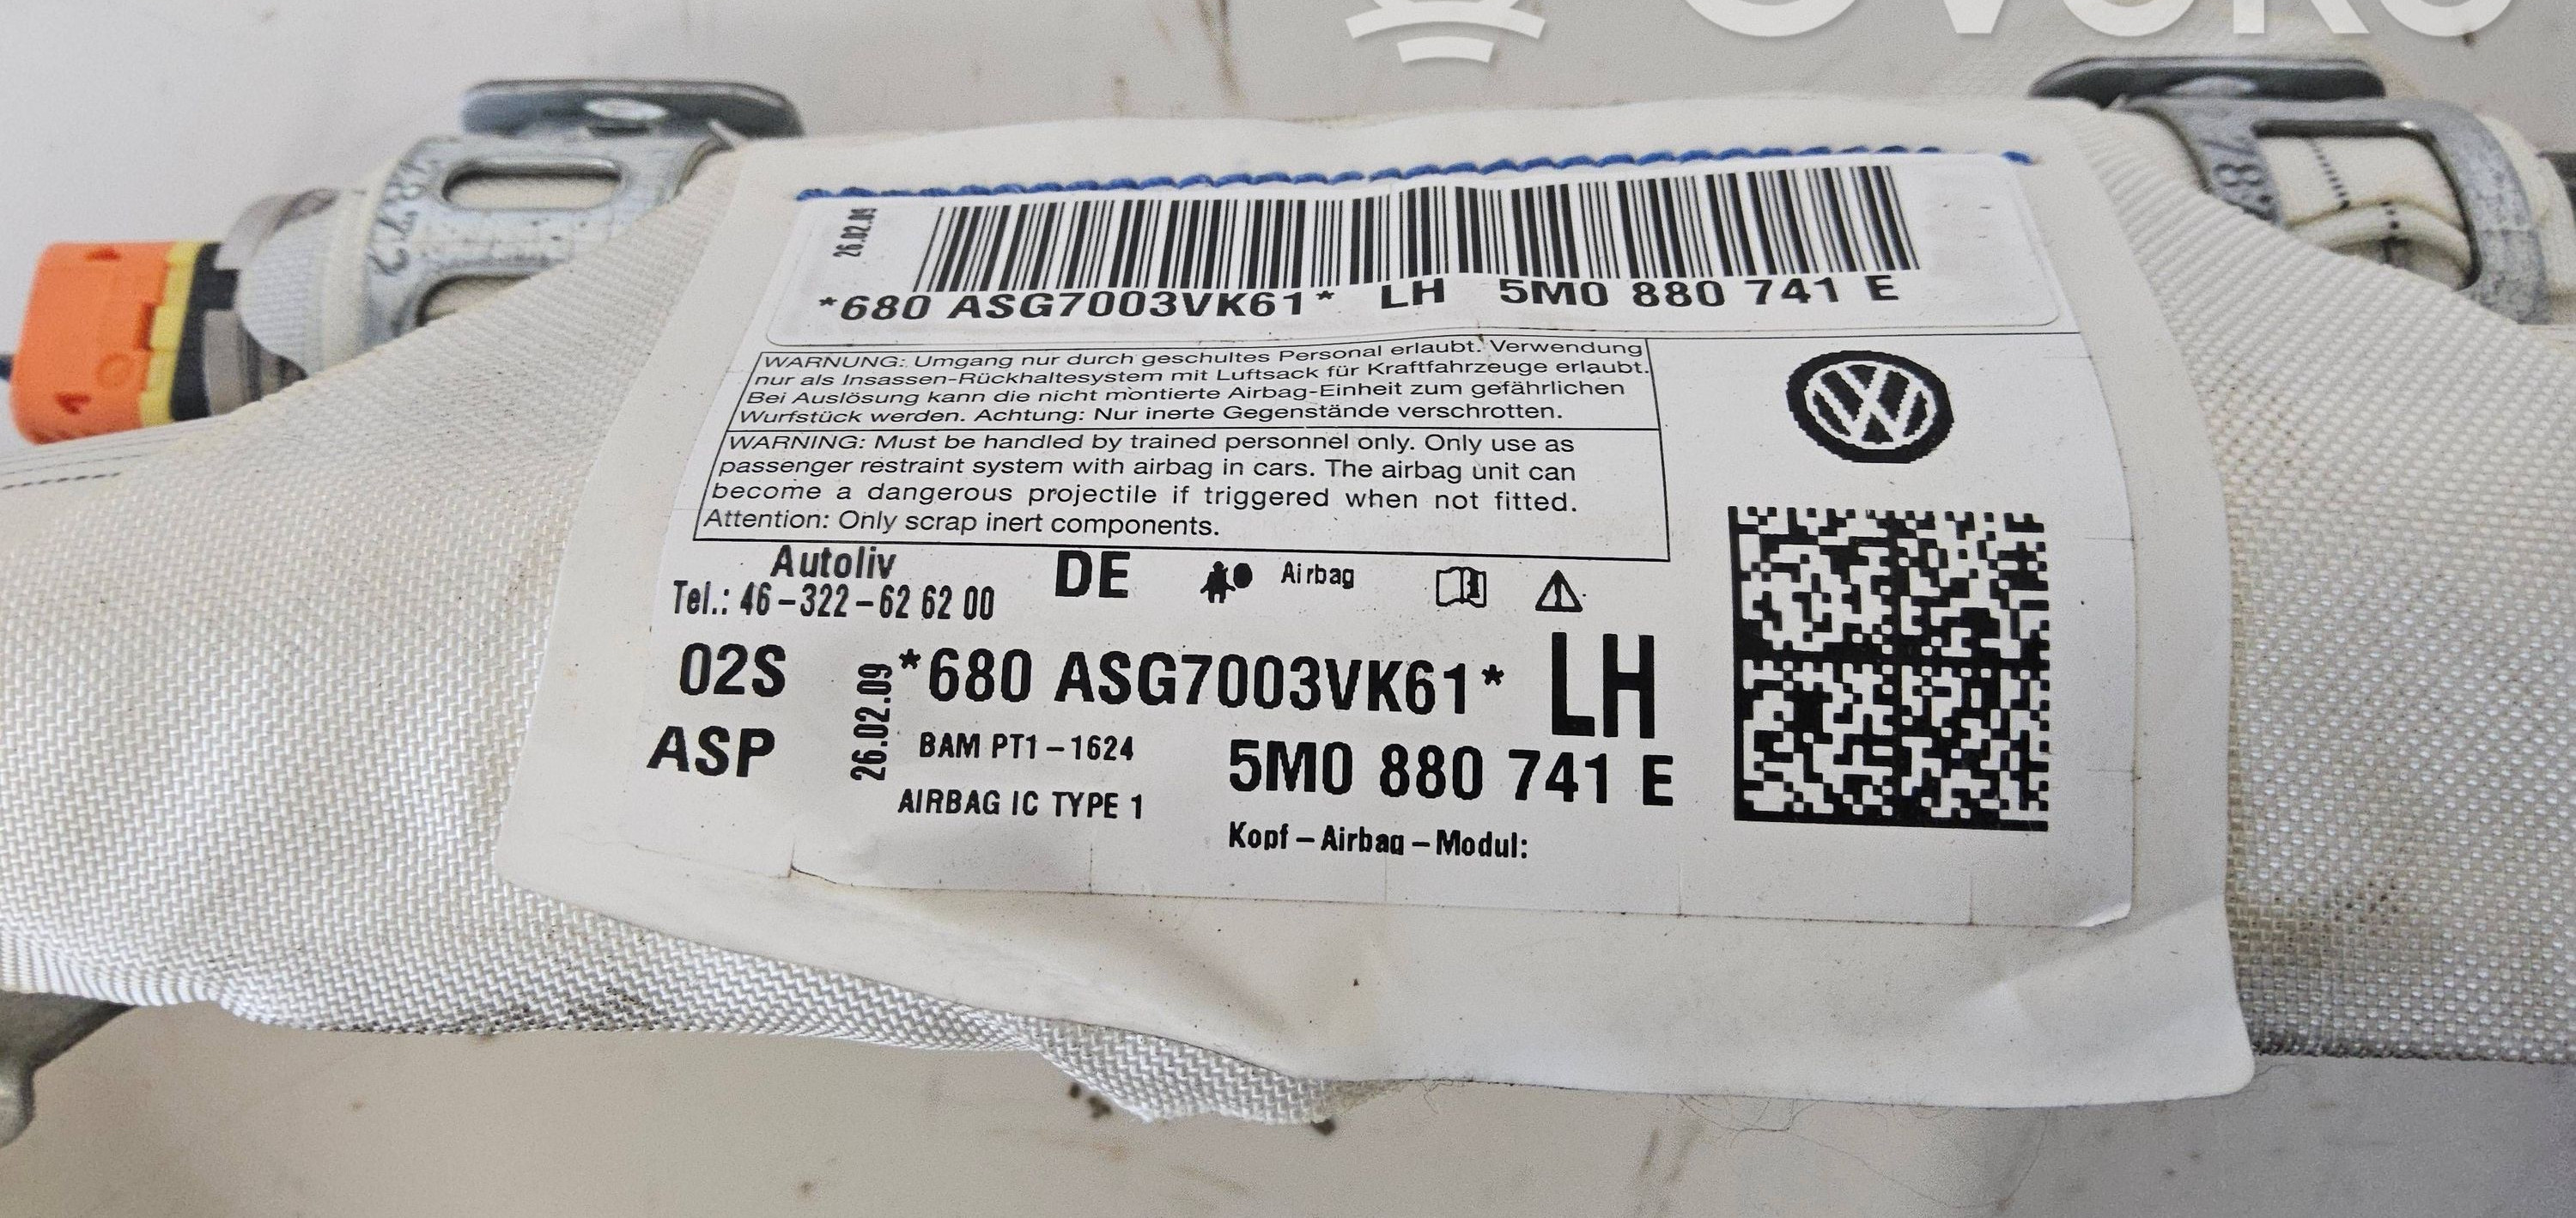 26.02.09
*680 ASG7003VK61* LH 5M0 880 741 E
WARNUNG: Umgang nur durch geschultes Personal erlaubt. Verwendung
nur als Insassen-Rückhaltesystem mit Luftsack für Kraftfahrzeuge erlaubt.
Bei Auslösung kann die nicht montierte Airbag-Einheit zum gefährlichen
Wurfstück werden. Achtung: Nur inerte Gegenstände verschrotten.
WARNING: Must be handled by trained personnel only. Only use as
passenger restraint system with airbag in cars. The airbag unit can
become a dangerous projectile if triggered when not fitted.
Attention: Only scrap inert components.
Autoliv
Tel.: 46-322-62 62 00
DE
Airbag
02S
ASP
26.02.09
*680 ASG7003VK61* LH
BAM PT1-1624
5M0 880 741 E
AIRBAG IC TYPE 1
Kopf-Airbag-Modul: